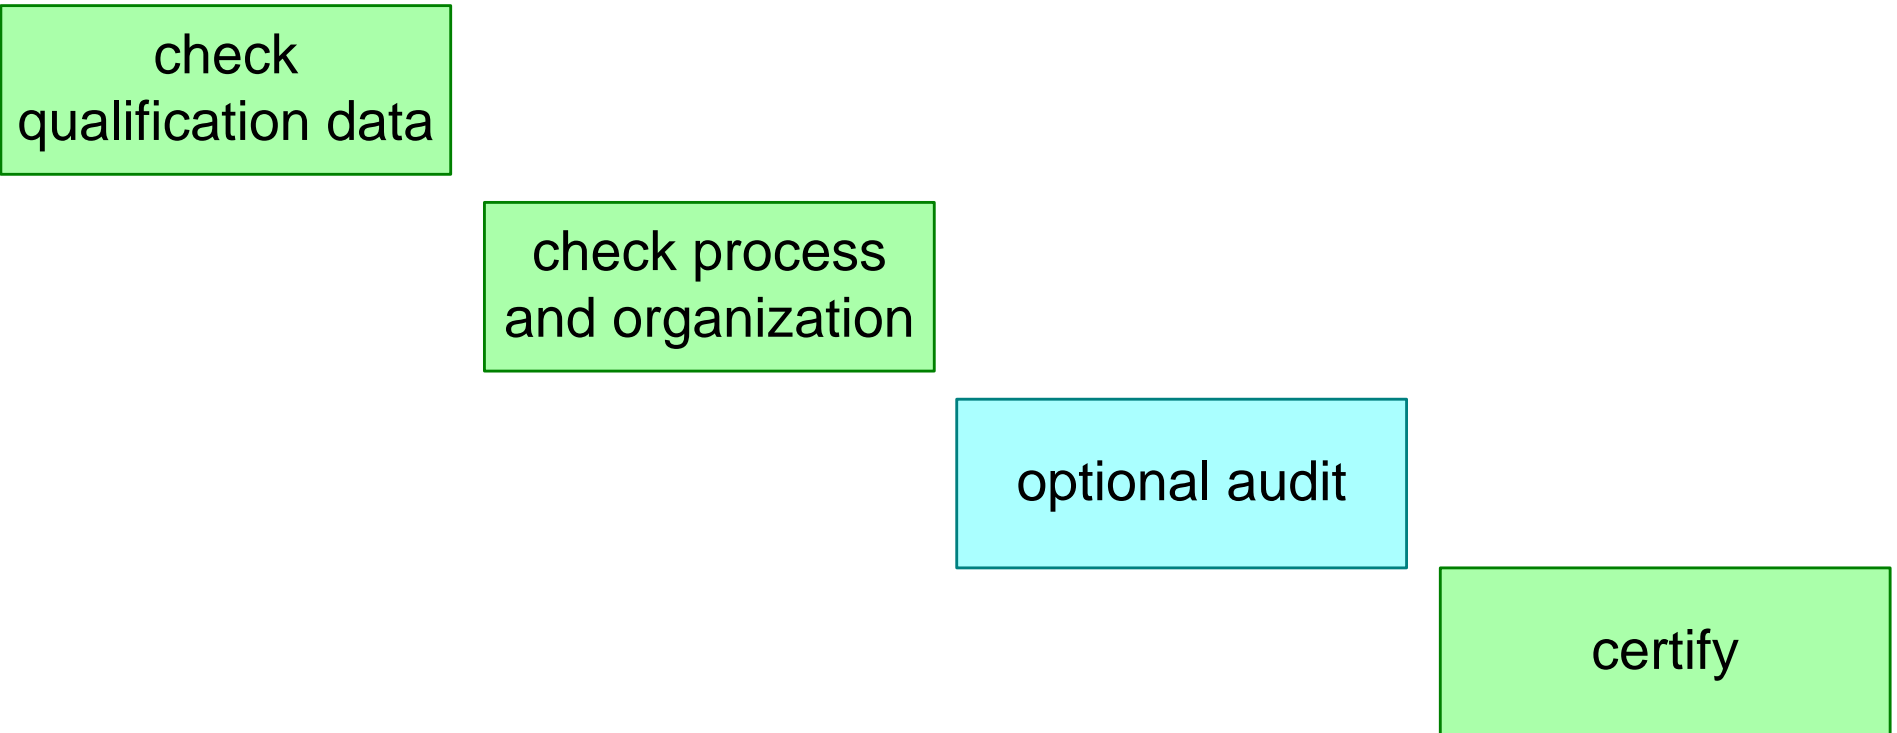 check
qualification data
check process
and organization
optional audit
certify